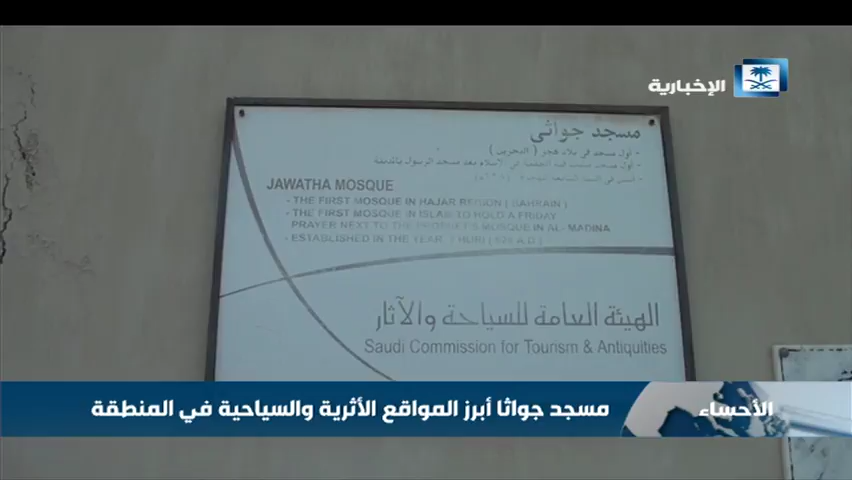 الإخبارية
مسجد جواثى
- أول مسجد في بلاد هجر ( البحرين )
JAWATHA MOSQUE
- THE FIRST MOSQUE IN HAJAR REGION ( BAHRAIN )
- THE FIRST MOSQUE IN ISLAM TO HOLD A FRIDAY
PRAYER NEXT TO THE PROPHET'S MOSQUE IN AL- MADINA
- ESTABLISHED IN THE YEAR
الهيئة العامة للسياحة والآثار
Saudi Commission for Tourism & Antiquities
الأحساء
مسجد جواثا أبرز المواقع الأثرية والسياحية في المنطقة